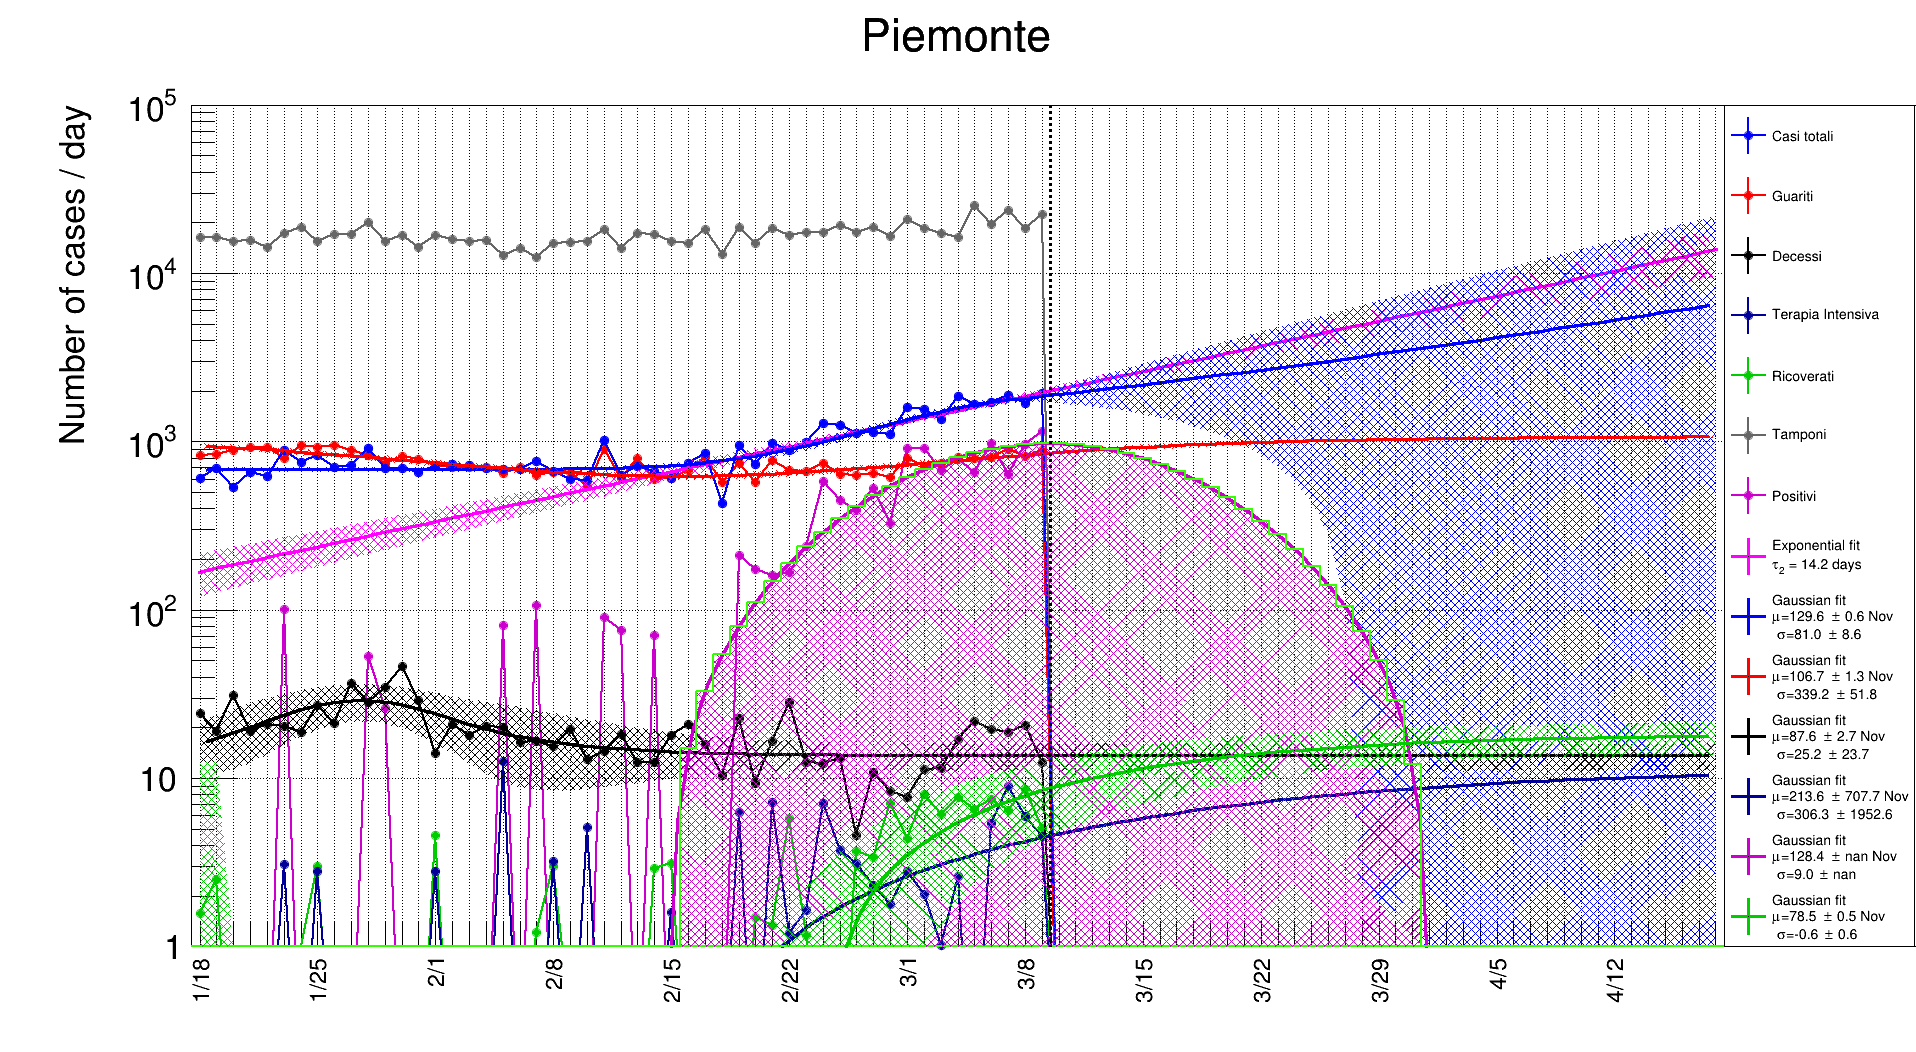 Piemonte
Number of cases / day
10^5
10^4
10^3
10^2
10
1
1/18
1/25
2/1
2/8
2/15
2/22
3/1
3/8
3/15
3/22
3/29
4/5
4/12
Casi totali
Guariti
Decessi
Terapia Intensiva
Ricoverati
Tamponi
Positivi
Exponential fit
τ_2 = 14.2 days
Gaussian fit
μ=129.6 ± 0.6 Nov
σ=81.0 ± 8.6
Gaussian fit
μ=106.7 ± 1.3 Nov
σ=339.2 ± 51.8
Gaussian fit
μ=87.6 ± 2.7 Nov
σ=25.2 ± 23.7
Gaussian fit
μ=213.6 ± 707.7 Nov
σ=306.3 ± 1952.6
Gaussian fit
μ=128.4 ± nan Nov
σ=9.0 ± nan
Gaussian fit
μ=78.5 ± 0.5 Nov
σ=-0.6 ± 0.6